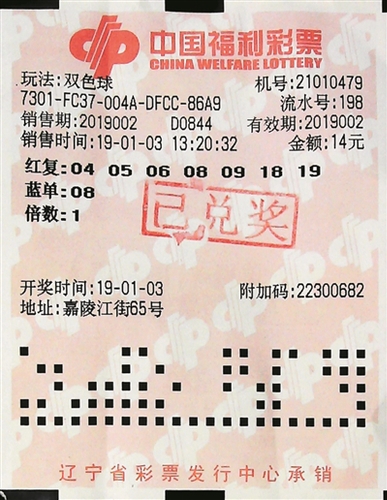 中国福利彩票
CHINA WELFARE LOTTERY
玩法:双色球 机号:21010479
7301-FC37-004A-DFCC-86A9 流水号:198
销售期:2019002 D0844 有效期:2019002
销售时间:19-01-03 13:20:32 金额:14元
红复:04 05 06 08 09 18 19
蓝单:08
倍数:1
已兑奖
开奖时间:19-01-03 附加码:22300682
地址:嘉陵江街65号
辽宁省彩票发行中心承销